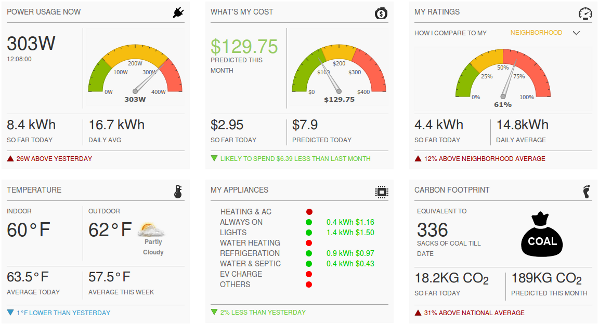 POWER USAGE NOW
303W
12:08:00
0W
100W
200W
300W
400W
303W
8.4 kWh
SO FAR TODAY
16.7 kWh
DAILY AVG
26W ABOVE YESTERDAY
WHAT'S MY COST
$129.75
PREDICTED THIS
MONTH
$0
$100
$200
$300
$400
$129.75
$2.95
SO FAR TODAY
$7.9
PREDICTED TODAY
LIKELY TO SPEND $6.39 LESS THAN LAST MONTH
MY RATINGS
HOW I COMPARE TO MY NEIGHBORHOOD
0%
25%
50%
75%
100%
61%
4.4 kWh
SO FAR TODAY
14.8kWh
DAILY AVERAGE
12% ABOVE NEIGHBORHOOD AVERAGE
TEMPERATURE
INDOOR
60°F
OUTDOOR
62°F
Partly
Cloudy
63.5°F
AVERAGE TODAY
57.5°F
AVERAGE THIS WEEK
1°F LOWER THAN YESTERDAY
MY APPLIANCES
HEATING & AC
ALWAYS ON 0.4 kWh $1.16
LIGHTS 1.4 kWh $1.50
WATER HEATING
REFRIGERATION 0.9 kWh $0.97
WATER & SEPTIC 0.4 kWh $0.43
EV CHARGE
OTHERS
2% LESS THAN YESTERDAY
CARBON FOOTPRINT
EQUIVALENT TO
336
SACKS OF COAL TILL
DATE
COAL
18.2KG CO2
SO FAR TODAY
189KG CO2
PREDICTED THIS MONTH
31% ABOVE NATIONAL AVERAGE